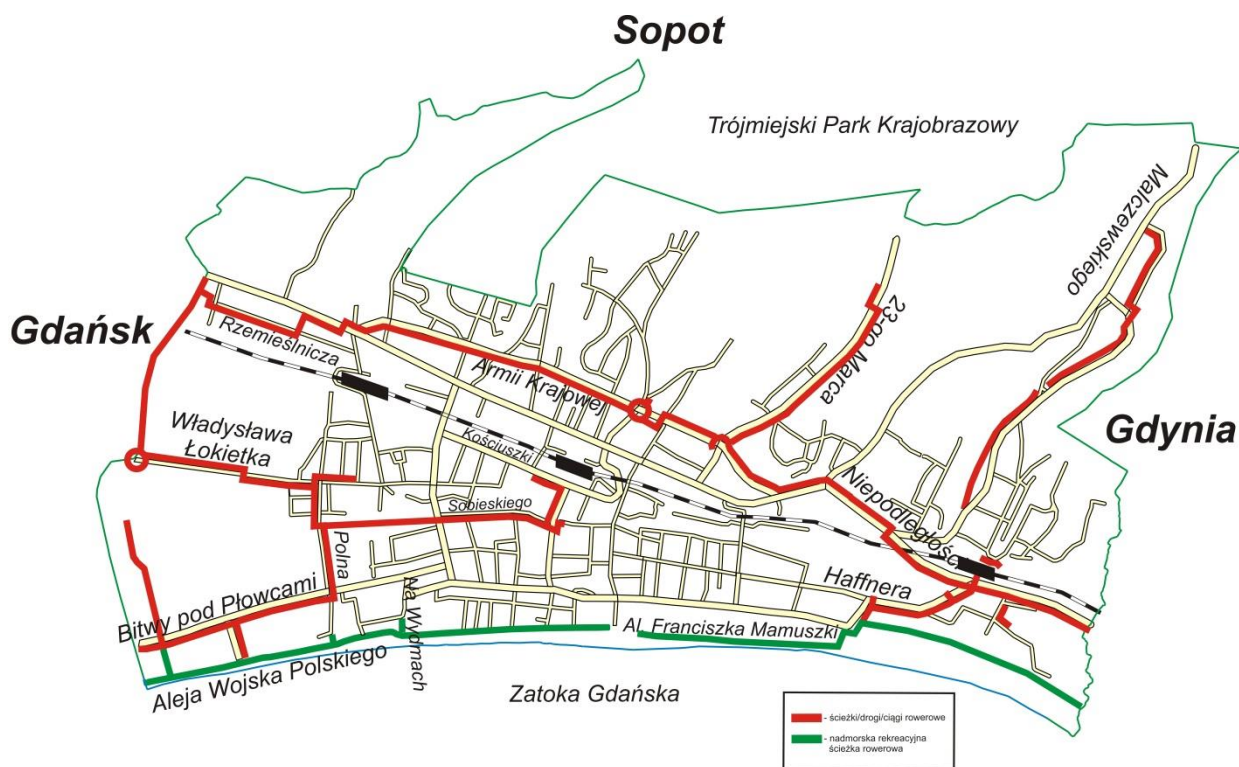 Sopot
Trójmiejski Park Krajobrazowy
Malczewskiego
Gdańsk
Rzemieślnicza
23-go Marca
Armii Krajowej
Gdynia
Władysława
Łokietka
Kościuszki
Niepodległości
Sobieskiego
Polna
Haffnera
Bitwy pod Płowcami
Na Wydmach
Al. Franciszka Mamuszki
Aleja Wojska Polskiego
Zatoka Gdańska
- ścieżki/drogi/ciągi rowerowe
- nadmorska rekreacyjna
ścieżka rowerowa